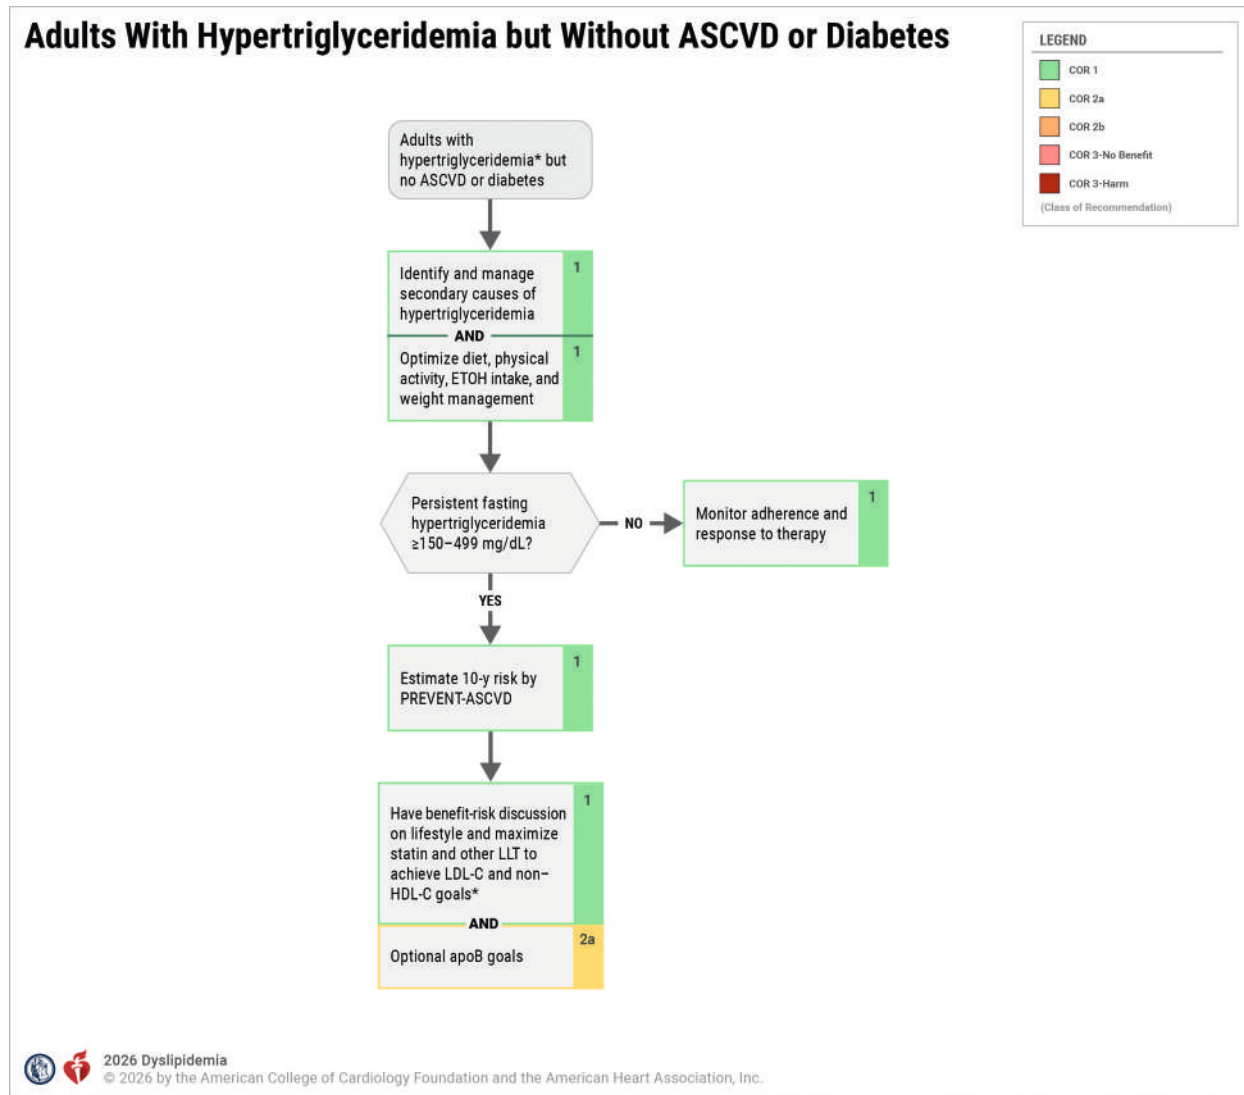 Adults With Hypertriglyceridemia but Without ASCVD or Diabetes
LEGEND
COR 1
COR 2a
COR 2b
COR 3-No Benefit
COR 3-Harm
(Class of Recommendation)
Adults with
hypertriglyceridemia* but
no ASCVD or diabetes
1
Identify and manage
secondary causes of
hypertriglyceridemia
AND
1
Optimize diet, physical
activity, ETOH intake, and
weight management
Persistent fasting
hypertriglyceridemia
≥150–499 mg/dL?
NO
1
Monitor adherence and
response to therapy
YES
1
Estimate 10-y risk by
PREVENT-ASCVD
1
Have benefit-risk discussion
on lifestyle and maximize
statin and other LLT to
achieve LDL-C and non–
HDL-C goals*
AND
2a
Optional apoB goals
2026 Dyslipidemia
© 2026 by the American College of Cardiology Foundation and the American Heart Association, Inc.